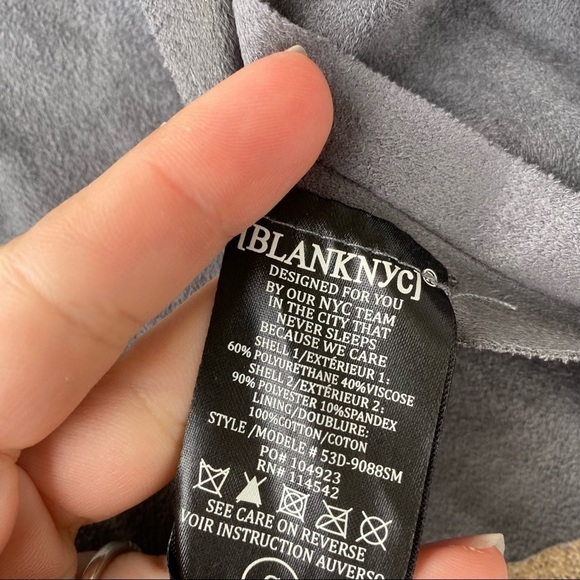 [BLANKNYC]®
DESIGNED FOR YOU
BY OUR NYC TEAM
IN THE CITY THAT
NEVER SLEEPS
BECAUSE WE CARE
SHELL 1/EXTÉRIEUR 1:
60% POLYURETHANE 40%VISCOSE
SHELL 2/EXTÉRIEUR 2:
90% POLYESTER 10%SPANDEX
LINING/DOUBLURE:
100%COTTON/COTON
STYLE /MODELE # 53D-9088SM
PO# 104923
RN# 114542
SEE CARE ON REVERSE
VOIR INSTRUCTION AUVERSO